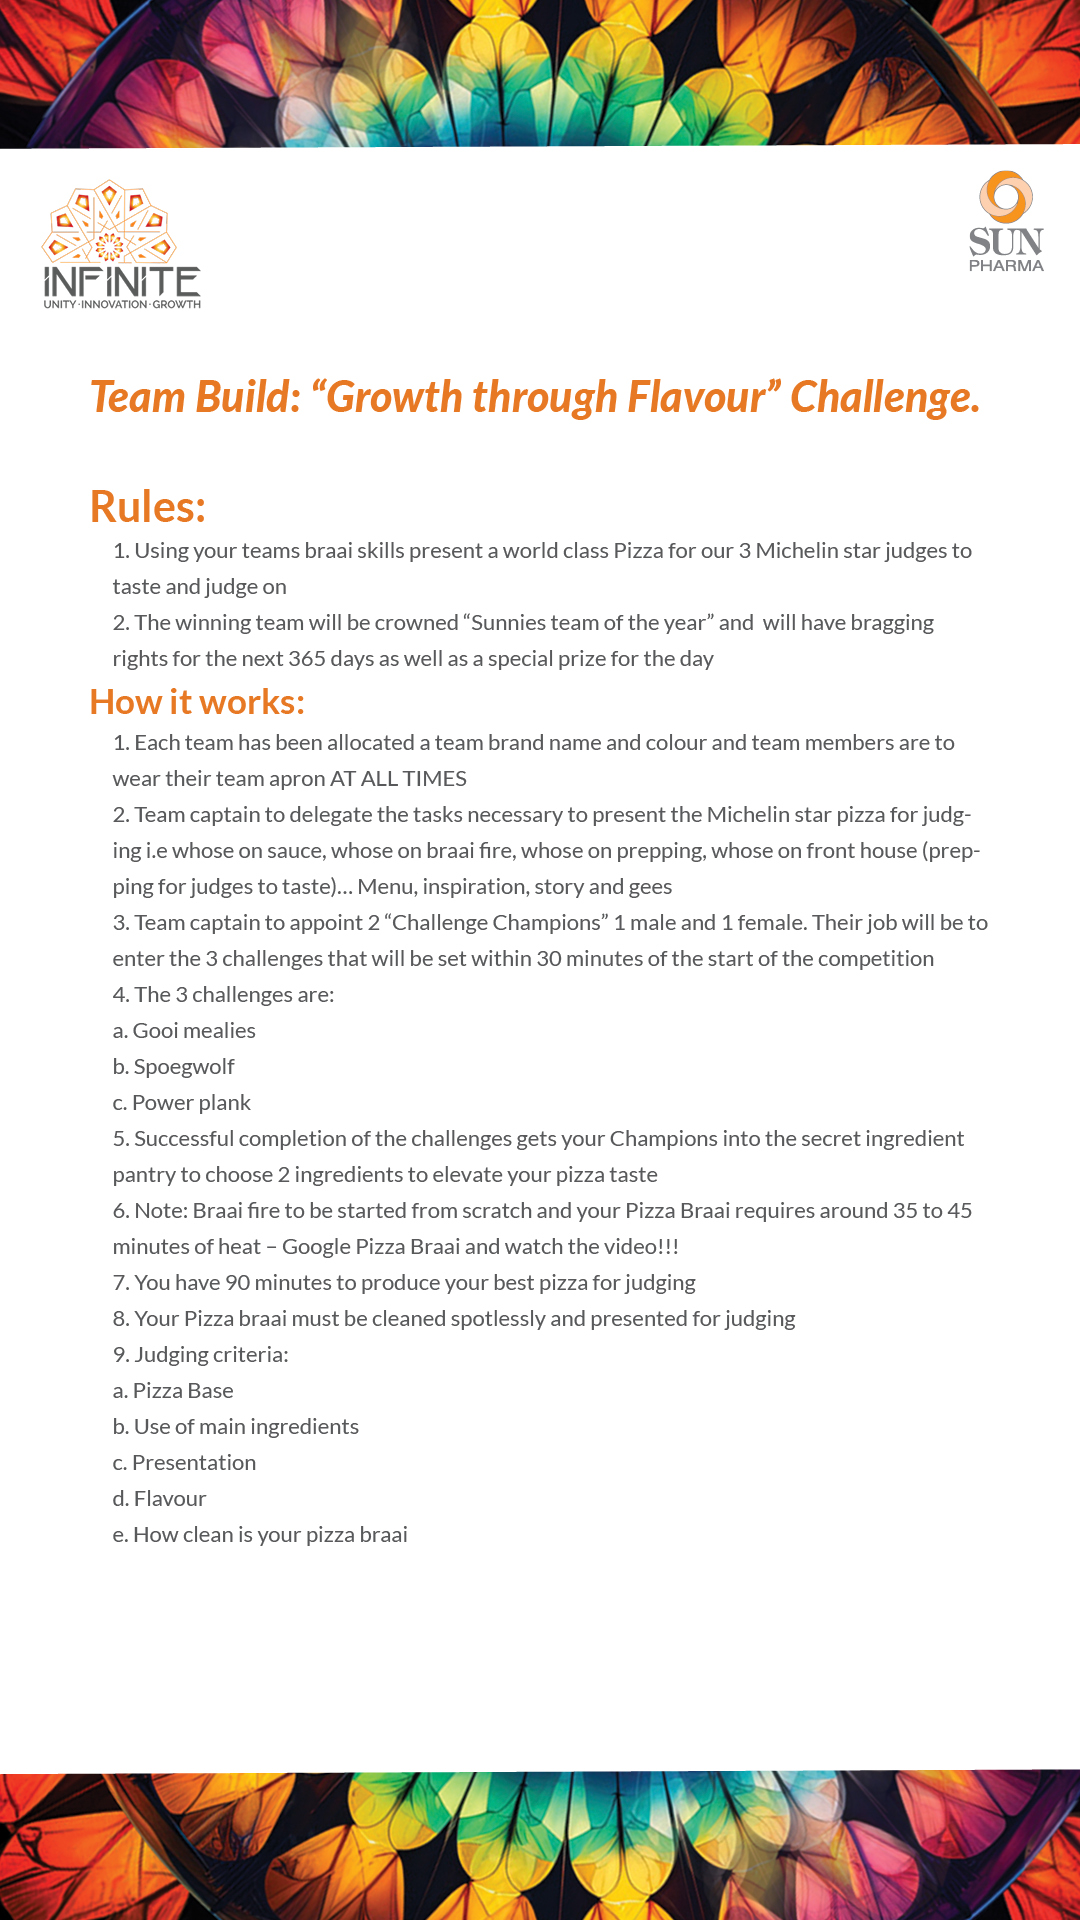 INFINITE
UNITY · INNOVATION · GROWTH
SUN
PHARMA
Team Build: “Growth through Flavour” Challenge.
Rules:
1. Using your teams braai skills present a world class Pizza for our 3 Michelin star judges to
taste and judge on
2. The winning team will be crowned “Sunnies team of the year” and  will have bragging
rights for the next 365 days as well as a special prize for the day
How it works:
1. Each team has been allocated a team brand name and colour and team members are to
wear their team apron AT ALL TIMES
2. Team captain to delegate the tasks necessary to present the Michelin star pizza for judg-
ing i.e whose on sauce, whose on braai fire, whose on prepping, whose on front house (prep-
ping for judges to taste)… Menu, inspiration, story and gees
3. Team captain to appoint 2 “Challenge Champions” 1 male and 1 female. Their job will be to
enter the 3 challenges that will be set within 30 minutes of the start of the competition
4. The 3 challenges are:
a. Gooi mealies
b. Spoegwolf
c. Power plank
5. Successful completion of the challenges gets your Champions into the secret ingredient
pantry to choose 2 ingredients to elevate your pizza taste
6. Note: Braai fire to be started from scratch and your Pizza Braai requires around 35 to 45
minutes of heat – Google Pizza Braai and watch the video!!!
7. You have 90 minutes to produce your best pizza for judging
8. Your Pizza braai must be cleaned spotlessly and presented for judging
9. Judging criteria:
a. Pizza Base
b. Use of main ingredients
c. Presentation
d. Flavour
e. How clean is your pizza braai